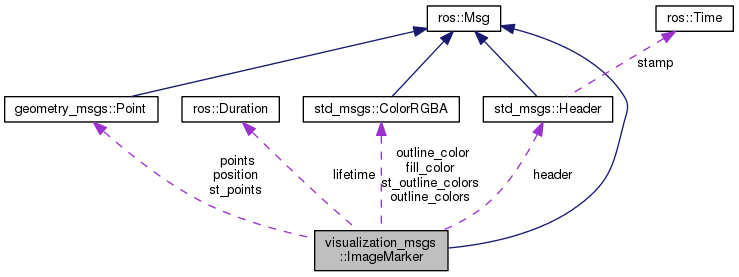 ros::Msg
ros::Time
stamp
geometry_msgs::Point
ros::Duration
std_msgs::ColorRGBA
std_msgs::Header
points
position
st_points
lifetime
outline_color
fill_color
st_outline_colors
outline_colors
header
visualization_msgs
::ImageMarker